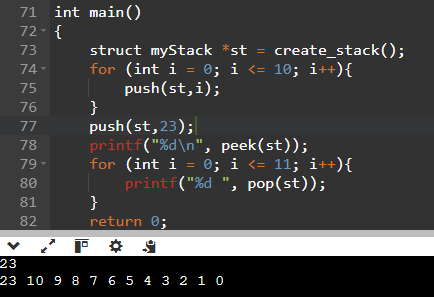 71 int main()
72 {
73 struct myStack *st = create_stack();
74 for (int i = 0; i <= 10; i++){
75 push(st,i);
76 }
77 push(st,23);
78 printf("%d\n", peek(st));
79 for (int i = 0; i <= 11; i++){
80 printf("%d ", pop(st));
81 }
82 return 0;
23
23 10 9 8 7 6 5 4 3 2 1 0